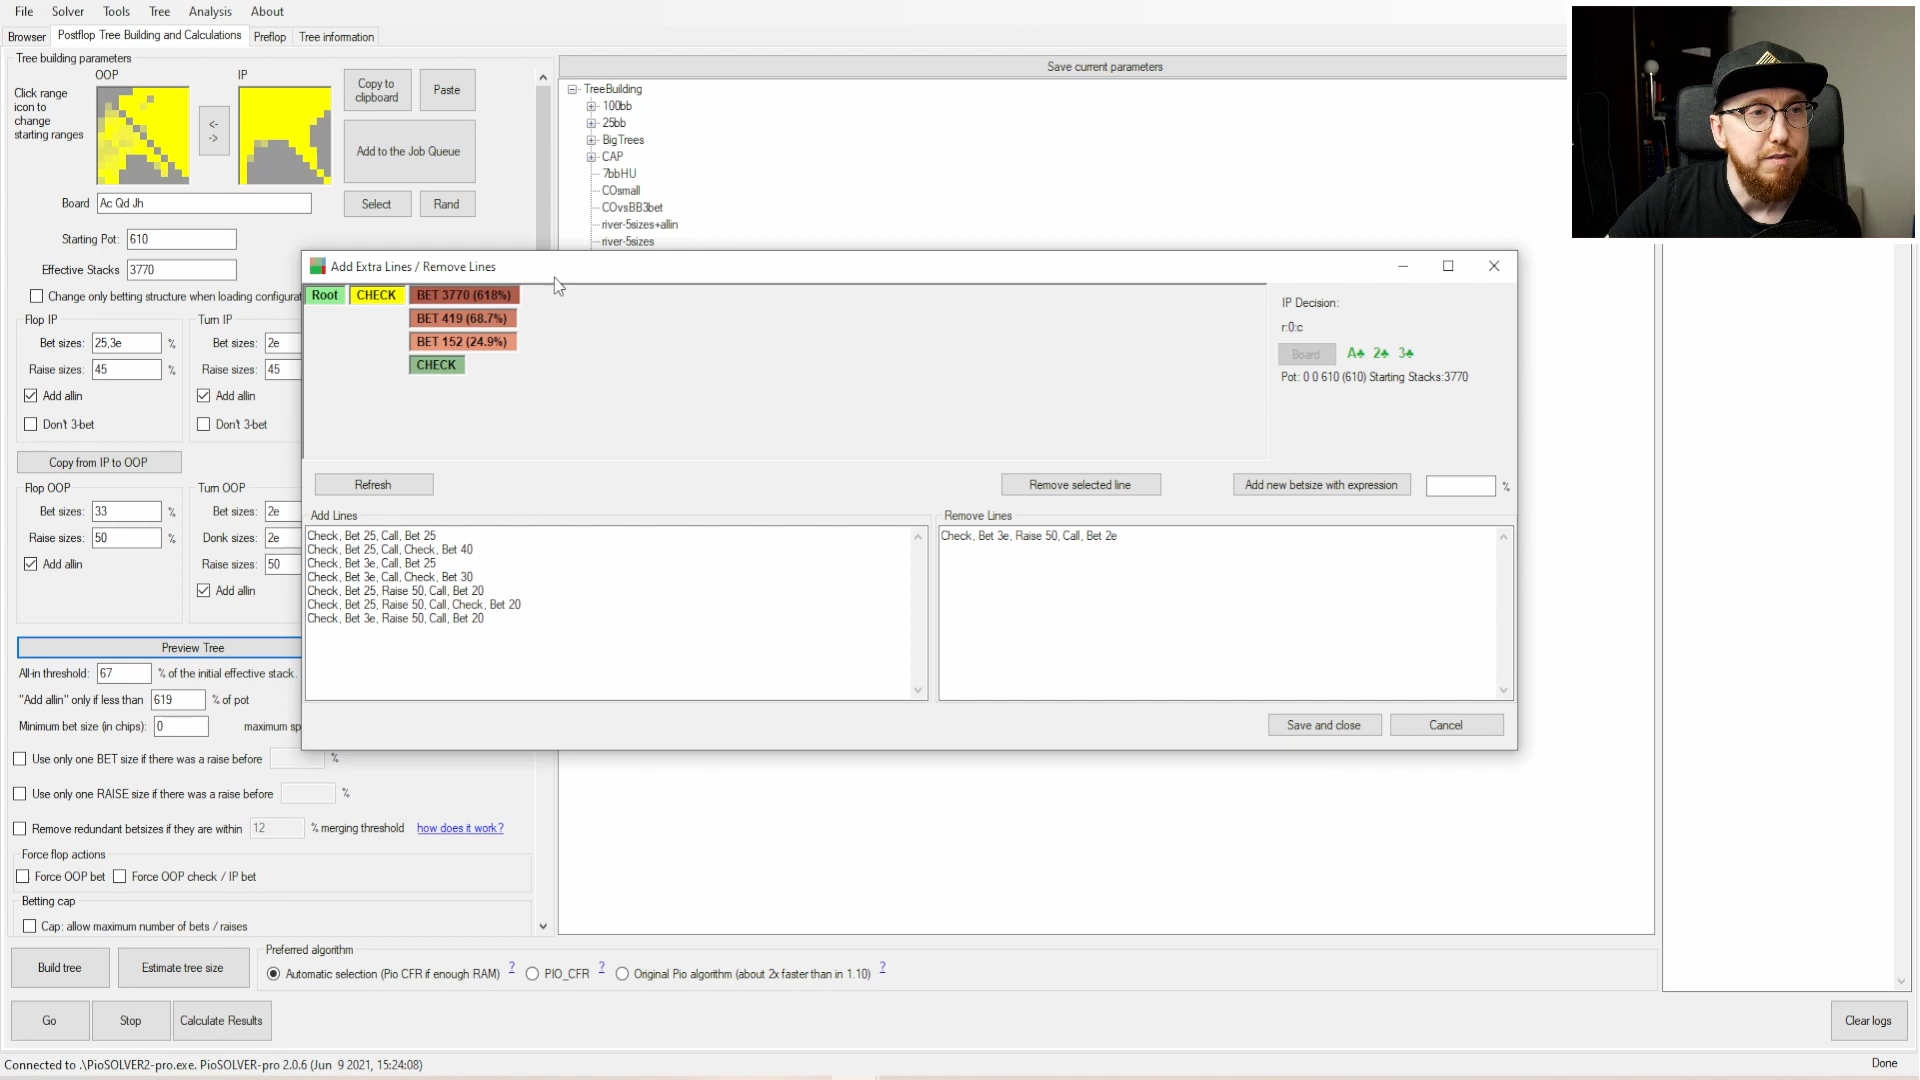 File Solver Tools Tree Analysis About
Browser Postflop Tree Building and Calculations Preflop Tree information
Tree building parameters
OOP IP
Click range
icon to
change
starting ranges
<-
->
Copy to
clipboard
Paste
Add to the Job Queue
Board Ac Qd Jh Select Rand
Starting Pot: 610
Effective Stacks 3770
Change only betting structure when loading configurat
Flop IP
Bet sizes: 25,3e %
Raise sizes: 45 %
Add allin
Don't 3-bet
Turn IP
Bet sizes: 2e
Raise sizes: 45
Add allin
Don't 3-bet
Copy from IP to OOP
Flop OOP
Bet sizes: 33 %
Raise sizes: 50 %
Add allin
Turn OOP
Bet sizes: 2e
Donk sizes: 2e
Raise sizes: 50
Add allin
Preview Tree
All-in threshold: 67 % of the initial effective stack.
"Add allin" only if less than 619 % of pot
Minimum bet size (in chips): 0 maximum sp
Use only one BET size if there was a raise before %
Use only one RAISE size if there was a raise before %
Remove redundant betsizes if they are within 12 % merging threshold how does it work?
Force flop actions
Force OOP bet Force OOP check / IP bet
Betting cap
Cap: allow maximum number of bets / raises
Save current parameters
TreeBuilding
100bb
25bb
BigTrees
CAP
7bbHU
COsmall
COvsBB3bet
river-5sizes+allin
river-5sizes
Add Extra Lines / Remove Lines
Root CHECK BET 3770 (618%)
BET 419 (68.7%)
BET 152 (24.9%)
CHECK
IP Decision:
r:0:c
Board A♣ 2♣ 3♣
Pot: 0 0 610 (610) Starting Stacks:3770
Refresh Remove selected line Add new betsize with expression %
Add Lines
Check, Bet 25, Call, Bet 25
Check, Bet 25, Call, Check, Bet 40
Check, Bet 3e, Call, Bet 25
Check, Bet 3e, Call, Check, Bet 30
Check, Bet 25, Raise 50, Call, Bet 20
Check, Bet 25, Raise 50, Call, Check, Bet 20
Check, Bet 3e, Raise 50, Call, Bet 20
Remove Lines
Check, Bet 3e, Raise 50, Call, Bet 2e
Save and close Cancel
Build tree Estimate tree size
Preferred algorithm
Automatic selection (Pio CFR if enough RAM) ? PIO_CFR ? Original Pio algorithm (about 2x faster than in 1.10) ?
Go Stop Calculate Results Clear logs
Connected to .\PioSOLVER2-pro.exe. PioSOLVER-pro 2.0.6 (Jun 9 2021, 15:24:08) Done